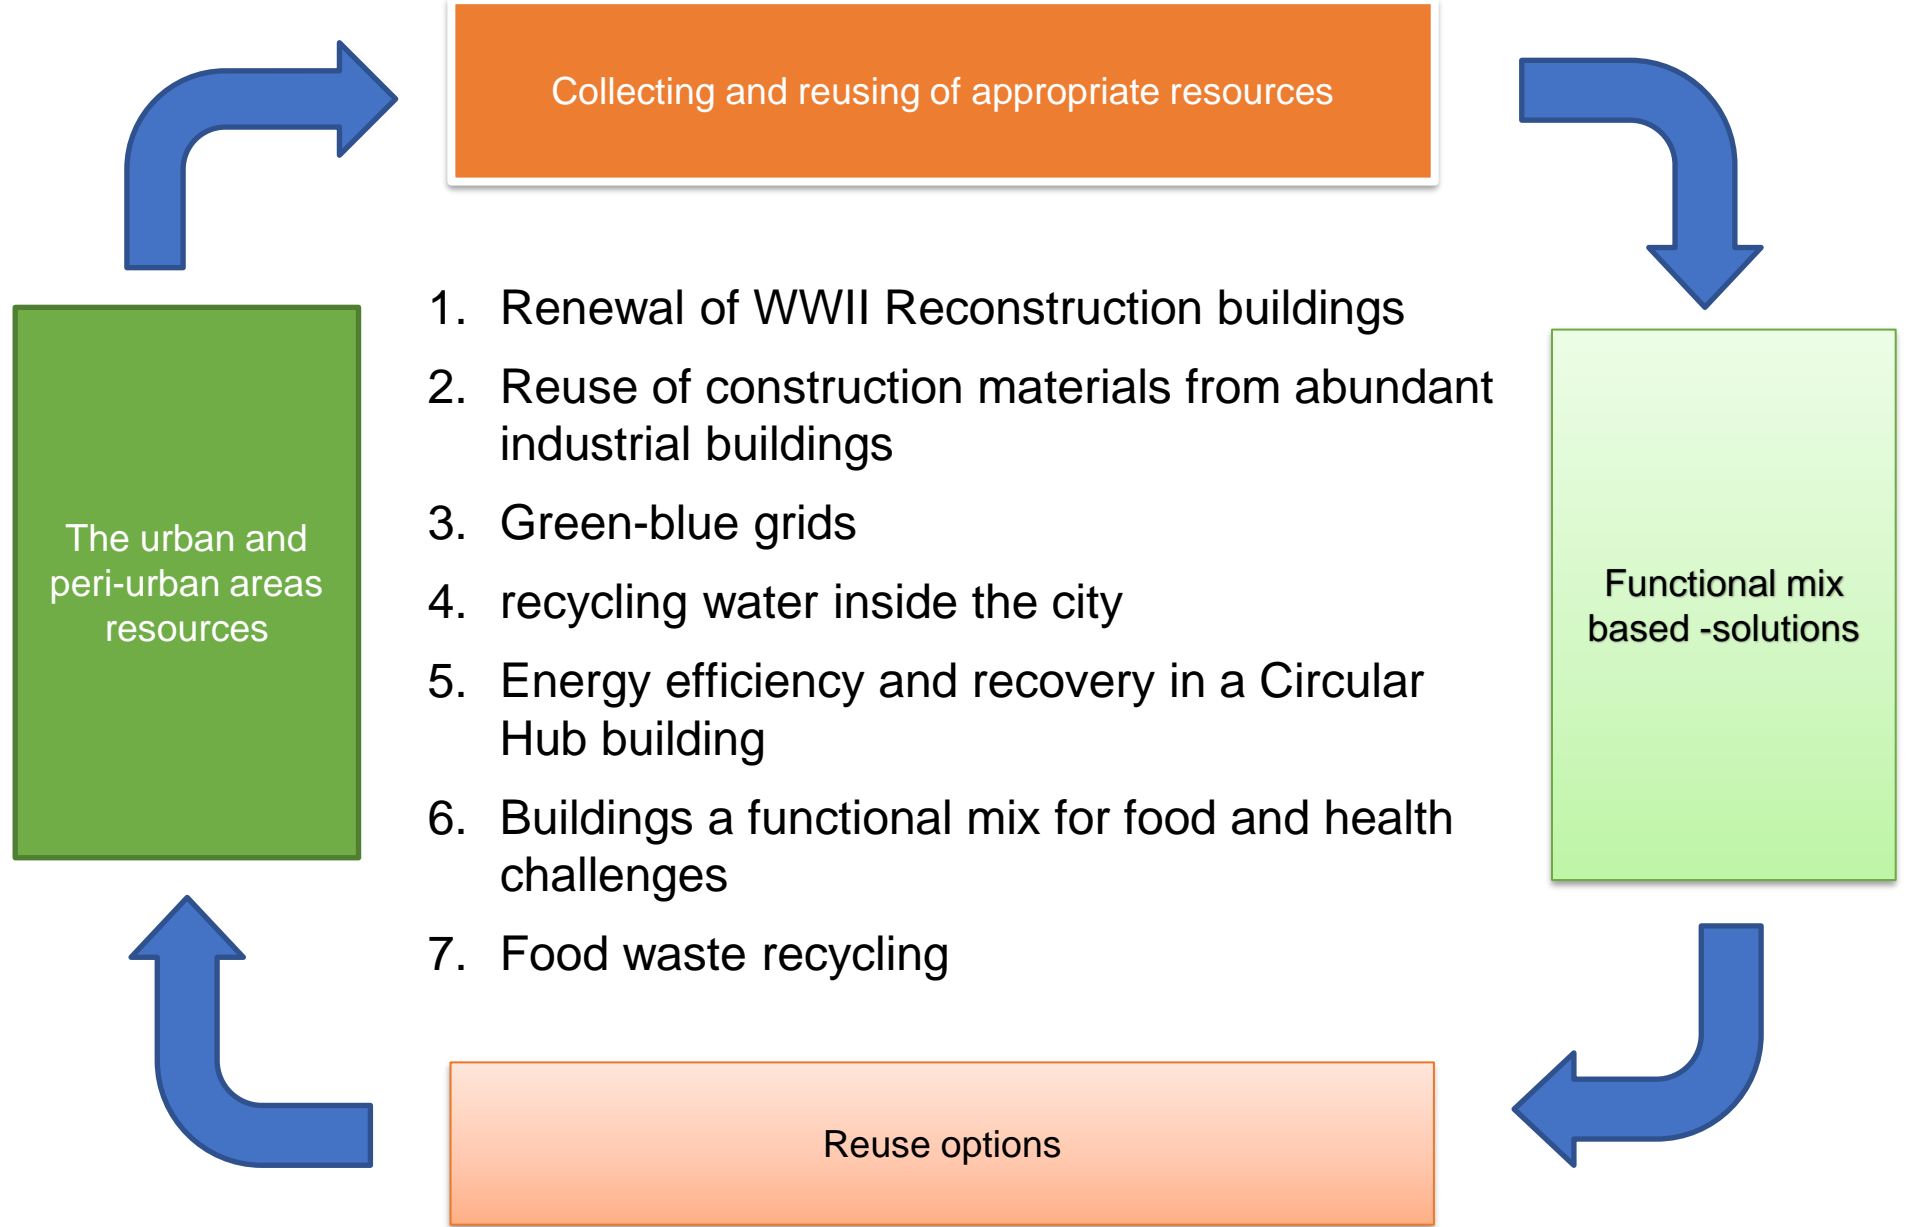 Collecting and reusing of appropriate resources
1. Renewal of WWII Reconstruction buildings
2. Reuse of construction materials from abundant
industrial buildings
3. Green-blue grids
4. recycling water inside the city
5. Energy efficiency and recovery in a Circular
Hub building
6. Buildings a functional mix for food and health
challenges
7. Food waste recycling
The urban and
peri-urban areas
resources
Functional mix
based -solutions
Reuse options